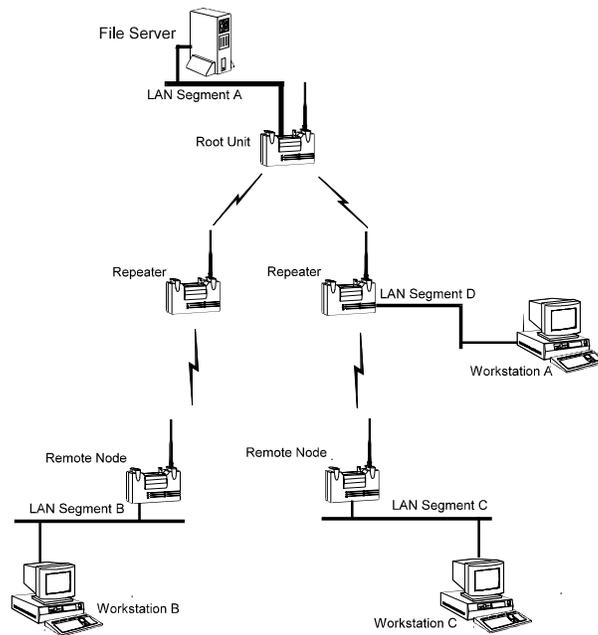 File Server
LAN Segment A
Root Unit
Repeater
Repeater
LAN Segment D
Workstation A
Remote Node
Remote Node
LAN Segment B
LAN Segment C
Workstation B
Workstation C